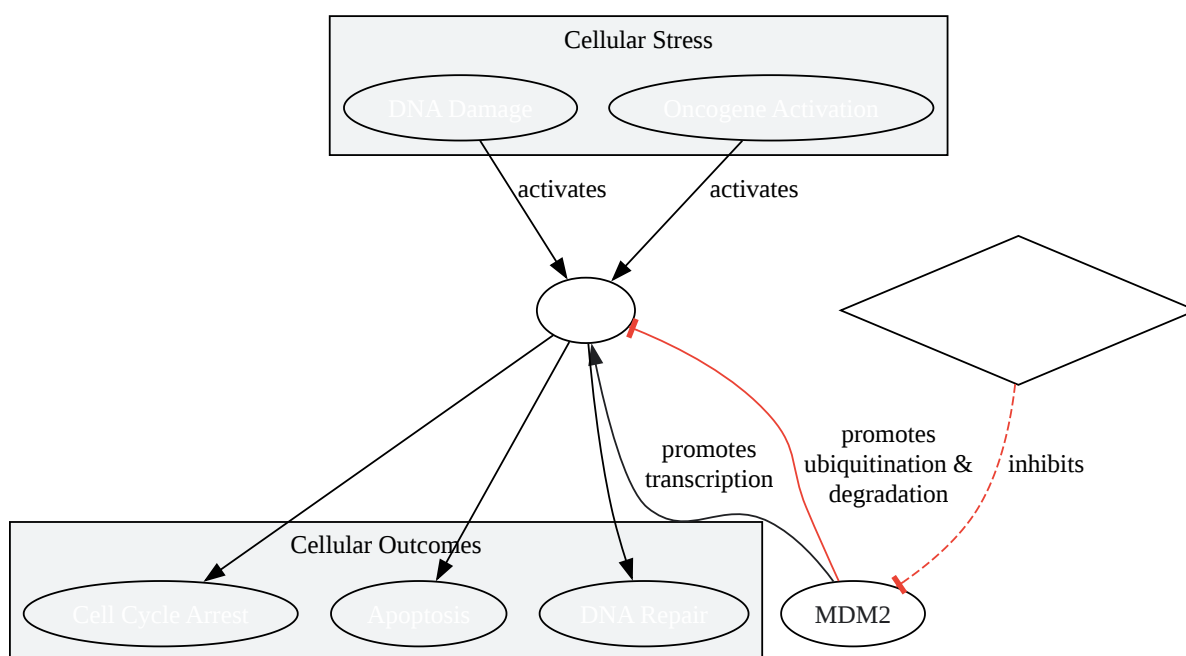 Cellular Stress
DNA Damage
Oncogene Activation
activates
activates
promotes
transcription
promotes
ubiquitination &
degradation
inhibits
Cellular Outcomes
Cell Cycle Arrest
Apoptosis
DNA Repair
MDM2